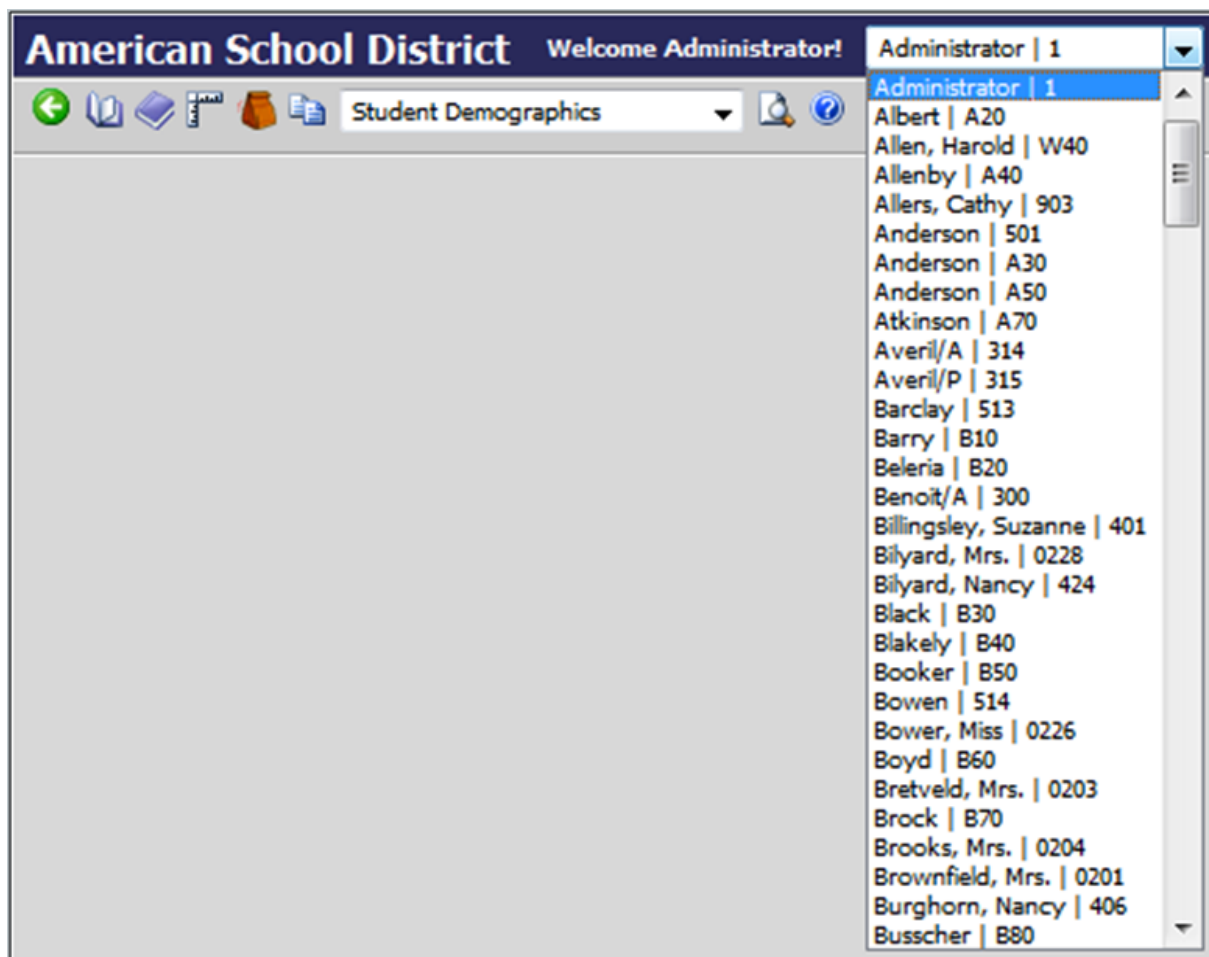 American School District Welcome Administrator! Administrator | 1
Student Demographics
Administrator | 1
Albert | A20
Allen, Harold | W40
Allenby | A40
Allers, Cathy | 903
Anderson | 501
Anderson | A30
Anderson | A50
Atkinson | A70
Averil/A | 314
Averil/P | 315
Barclay | 513
Barry | B10
Beleria | B20
Benoit/A | 300
Billingsley, Suzanne | 401
Bilyard, Mrs. | 0228
Bilyard, Nancy | 424
Black | B30
Blakely | B40
Booker | B50
Bowen | 514
Bower, Miss | 0226
Boyd | B60
Bretveld, Mrs. | 0203
Brock | B70
Brooks, Mrs. | 0204
Brownfield, Mrs. | 0201
Burghorn, Nancy | 406
Busscher | B80